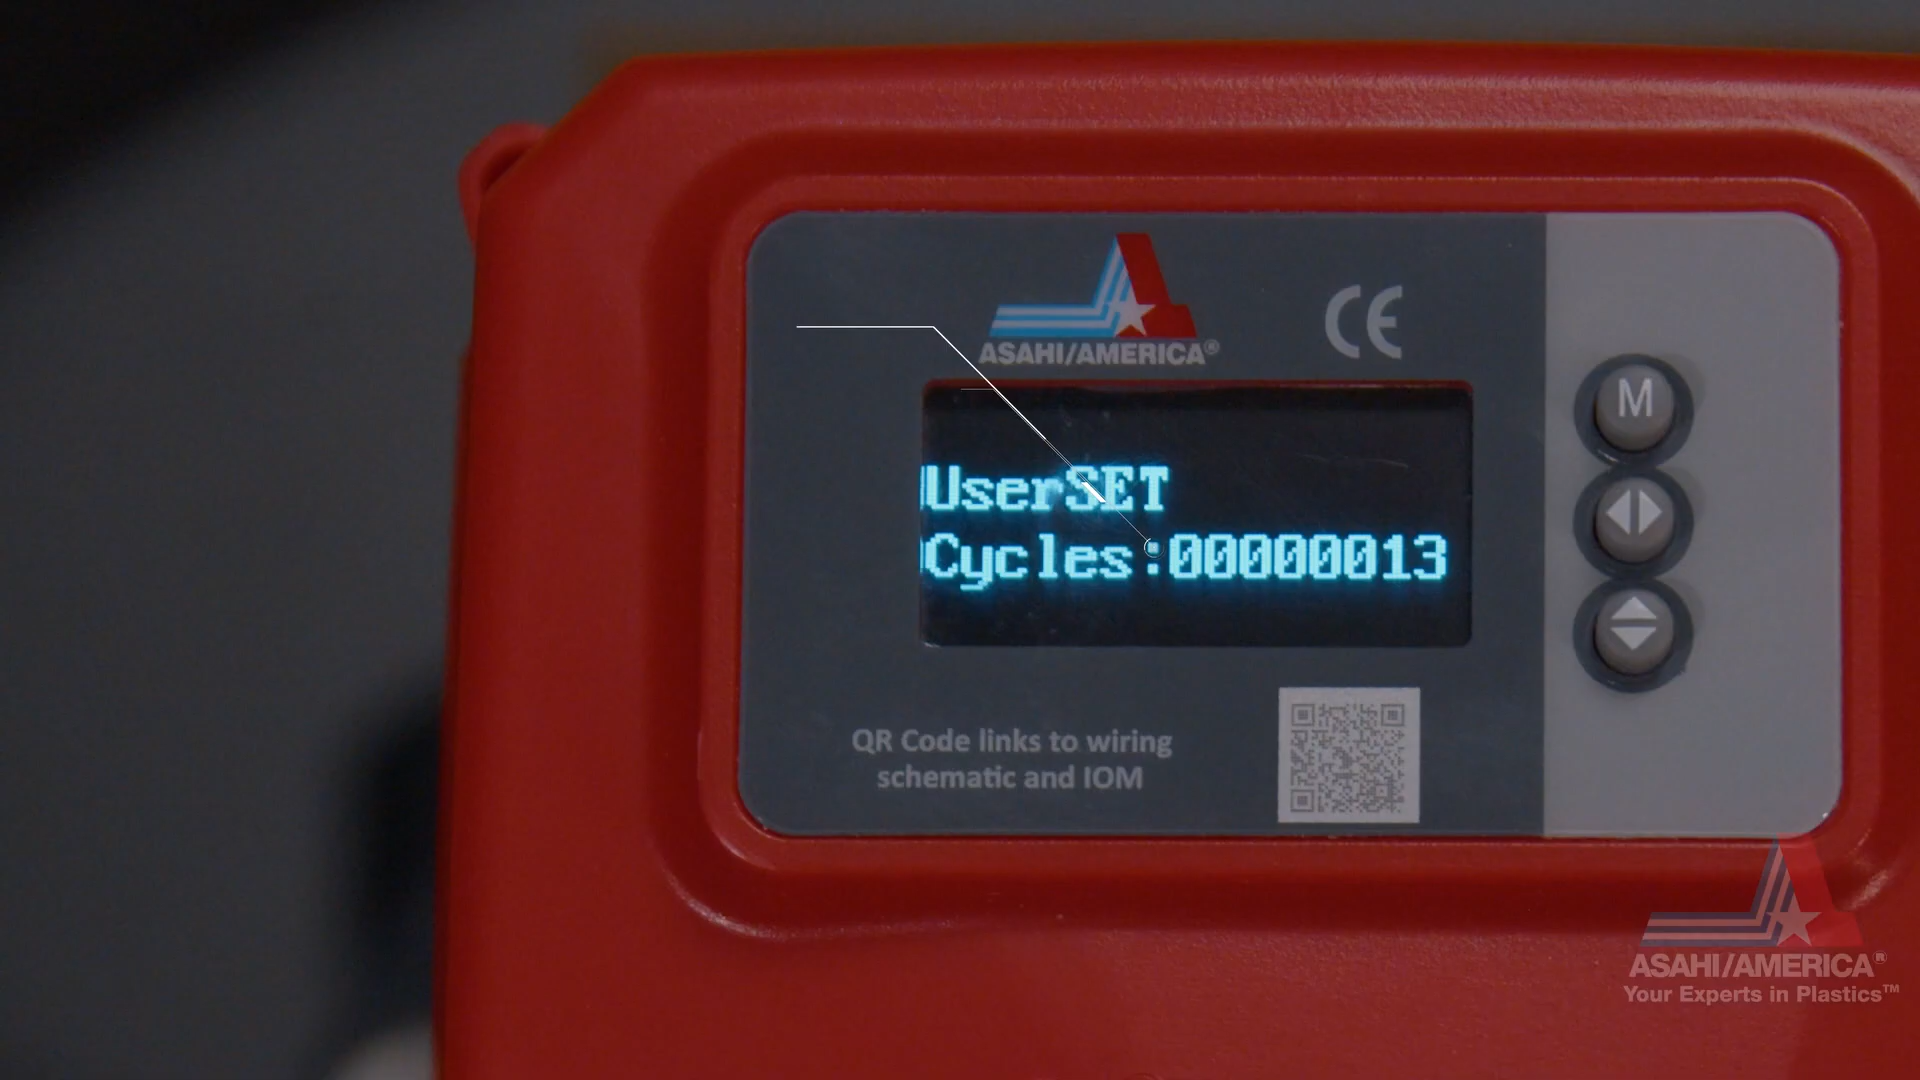 ASAHI/AMERICA®
CE
M
UserSET
Cycles:00000013
QR Code links to wiring
schematic and IOM
ASAHI/AMERICA®
Your Experts in Plastics™